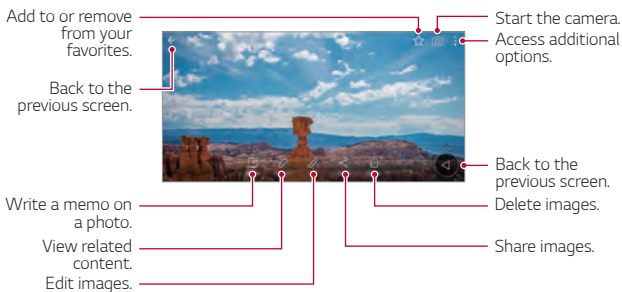 Add to or remove
from your
favorites.
Back to the
previous screen.
Start the camera.
Access additional
options.
Back to the
previous screen.
Delete images.
Share images.
Write a memo on
a photo.
View related
content.
Edit images.